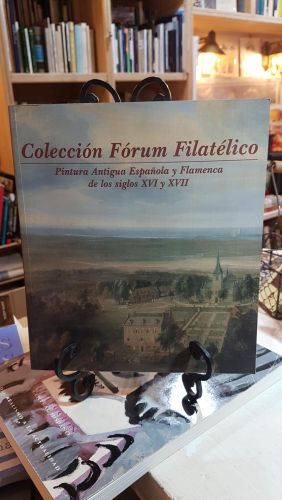 Colección Fórum Filatélico
Pintura Antigua Española y Flamenca
de los siglos XVI y XVII